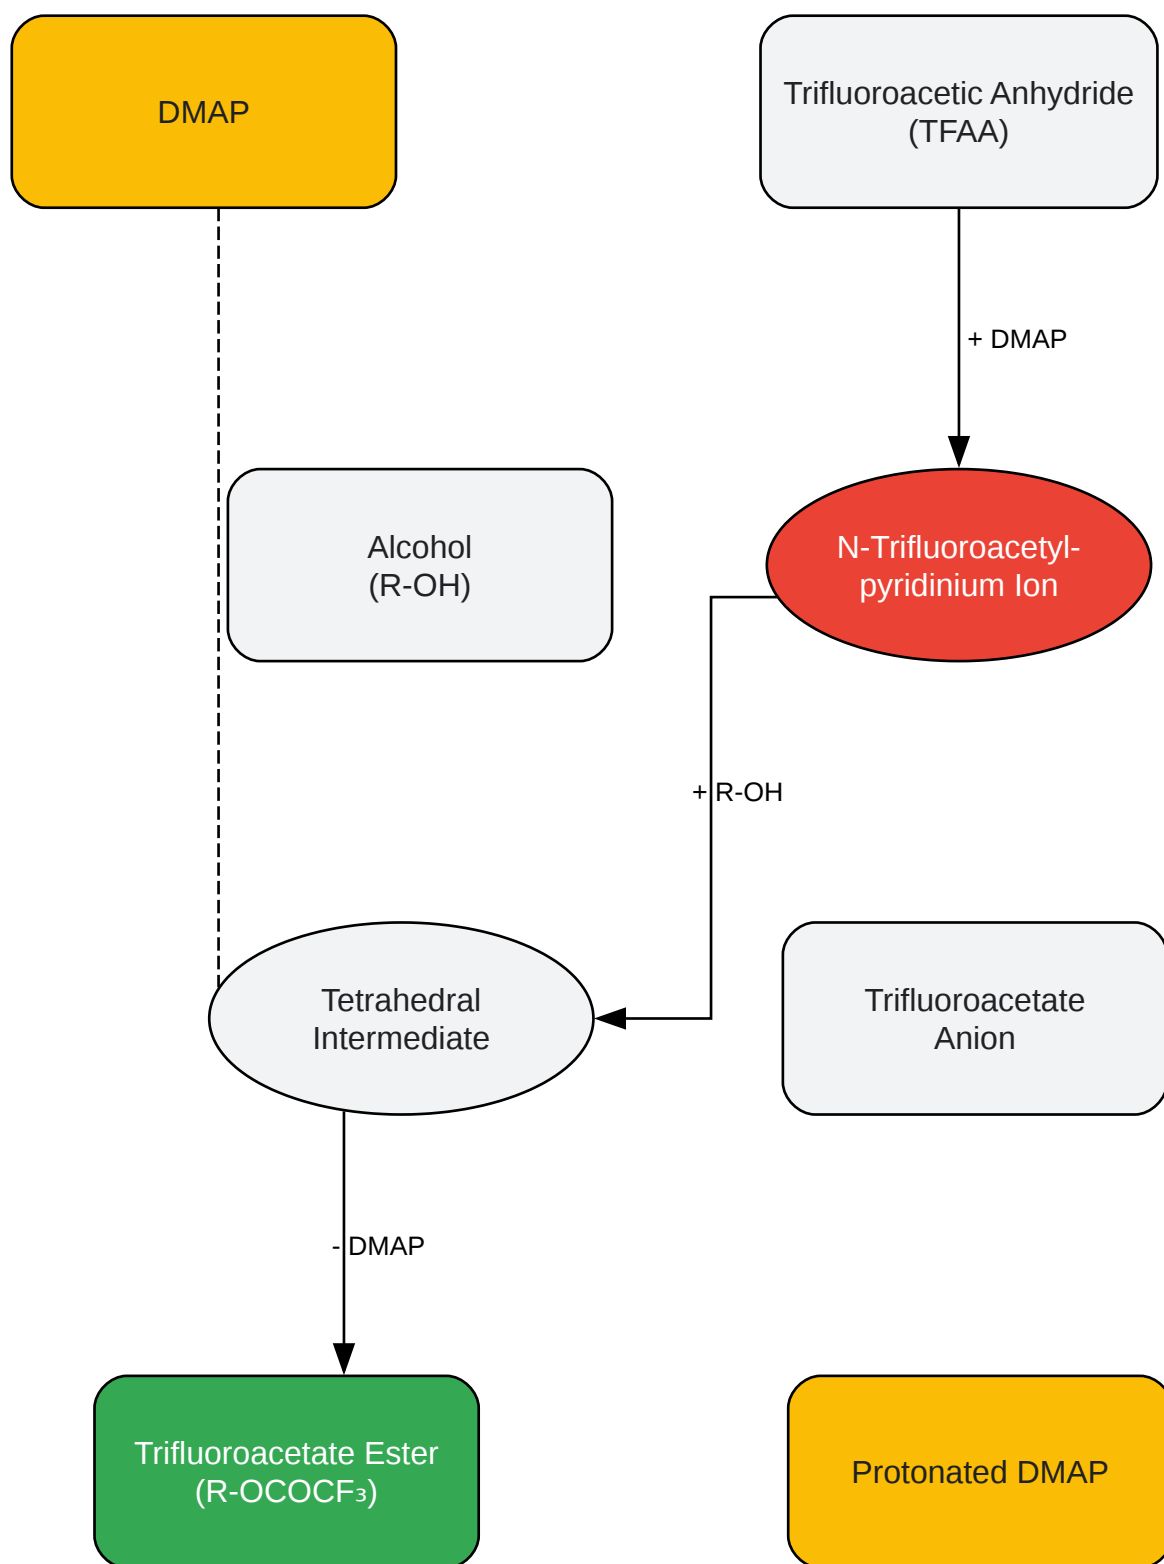 DMAP
Trifluoroacetic Anhydride
(TFAA)
+ DMAP
Alcohol
(R-OH)
N-Trifluoroacetyl-
pyridinium Ion
+ R-OH
Tetrahedral
Intermediate
Trifluoroacetate
Anion
- DMAP
Trifluoroacetate Ester
(R-OCOCF₃)
Protonated DMAP